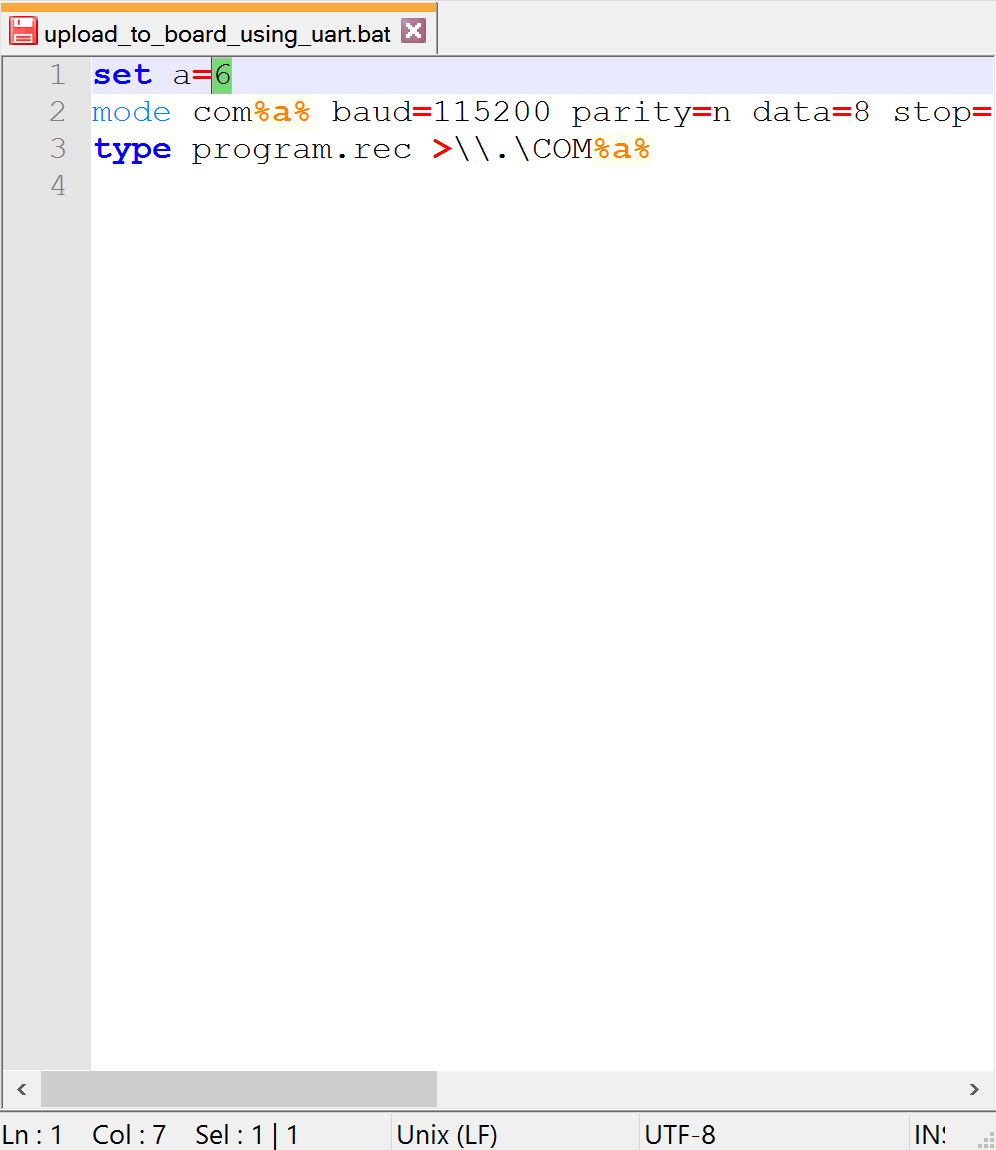 upload_to_board_using_uart.bat
1 set a=6
2 mode com%a% baud=115200 parity=n data=8 stop=
3 type program.rec >\\.\COM%a%
4
Ln : 1 Col : 7 Sel : 1 | 1 Unix (LF) UTF-8 INS